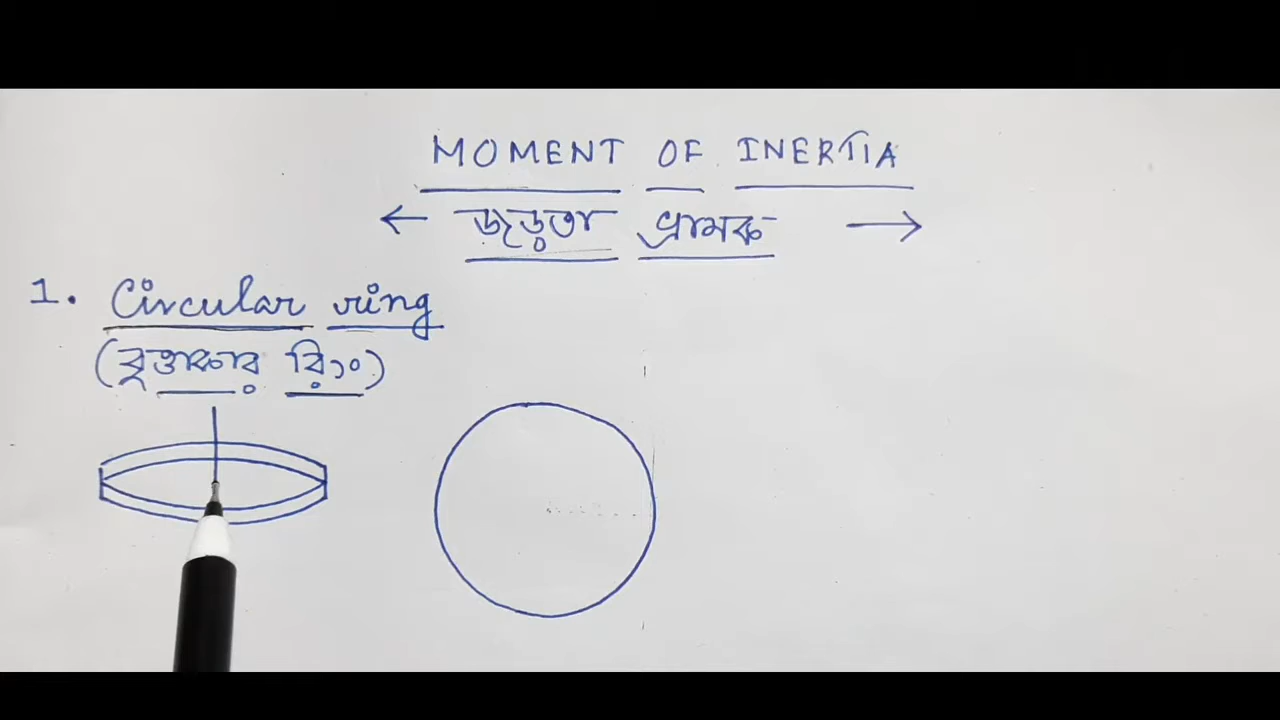 MOMENT OF INERTIA
← জড়তা ভ্রামক →
1. Circular ring
(বৃত্তাকার রিং)